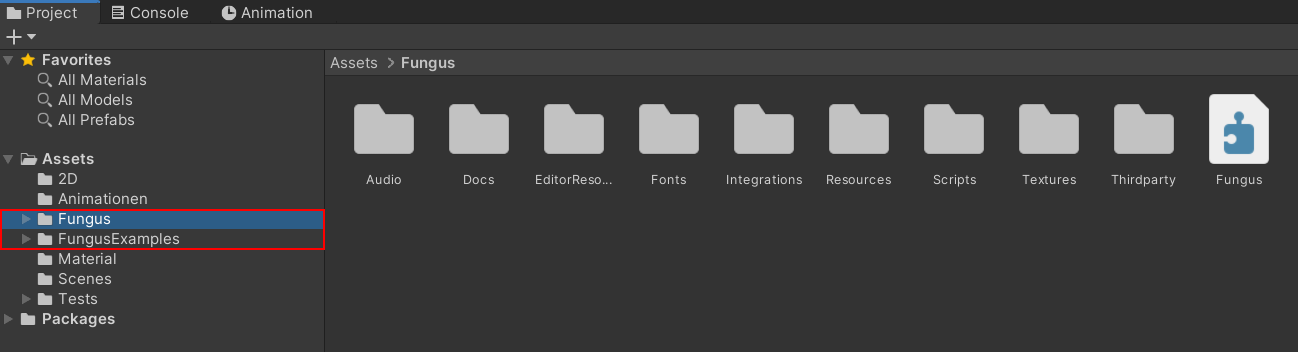 Project Console Animation
Favorites
All Materials
All Models
All Prefabs
Assets
2D
Animationen
Fungus
FungusExamples
Material
Scenes
Tests
Packages
Assets > Fungus
Audio Docs EditorReso... Fonts Integrations Resources Scripts Textures Thirdparty Fungus